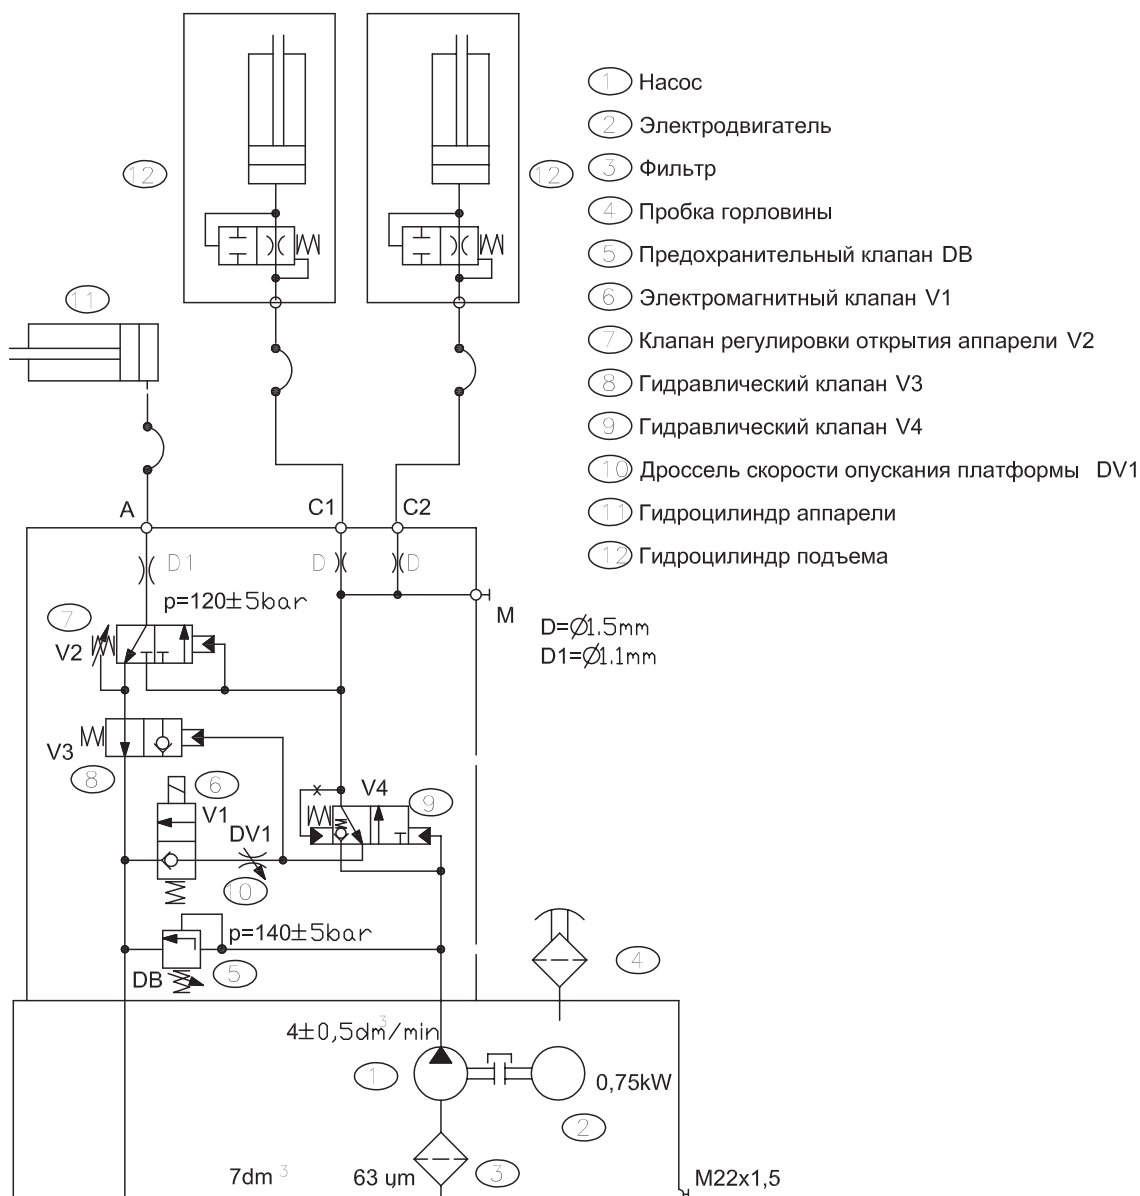 1 Насос
2 Электродвигатель
12
12
3 Фильтр
4 Пробка горловины
5 Предохранительный клапан DB
11
6 Электромагнитный клапан V1
7 Клапан регулировки открытия аппарели V2
8 Гидравлический клапан V3
9 Гидравлический клапан V4
10 Дроссель скорости опускания платформы DV1
A
C1
C2
11 Гидроцилиндр аппарели
12 Гидроцилиндр подъема
D1
D
D
p=120±5bar
7
M
D=Ø1.5mm
V2
D1=Ø1.1mm
V3
8
6
x
V4
9
V1
DV1
10
p=140±5bar
DB
5
4
4±0,5dm³/min
1
0,75kW
2
7dm ³
63 ym
3
M22x1,5